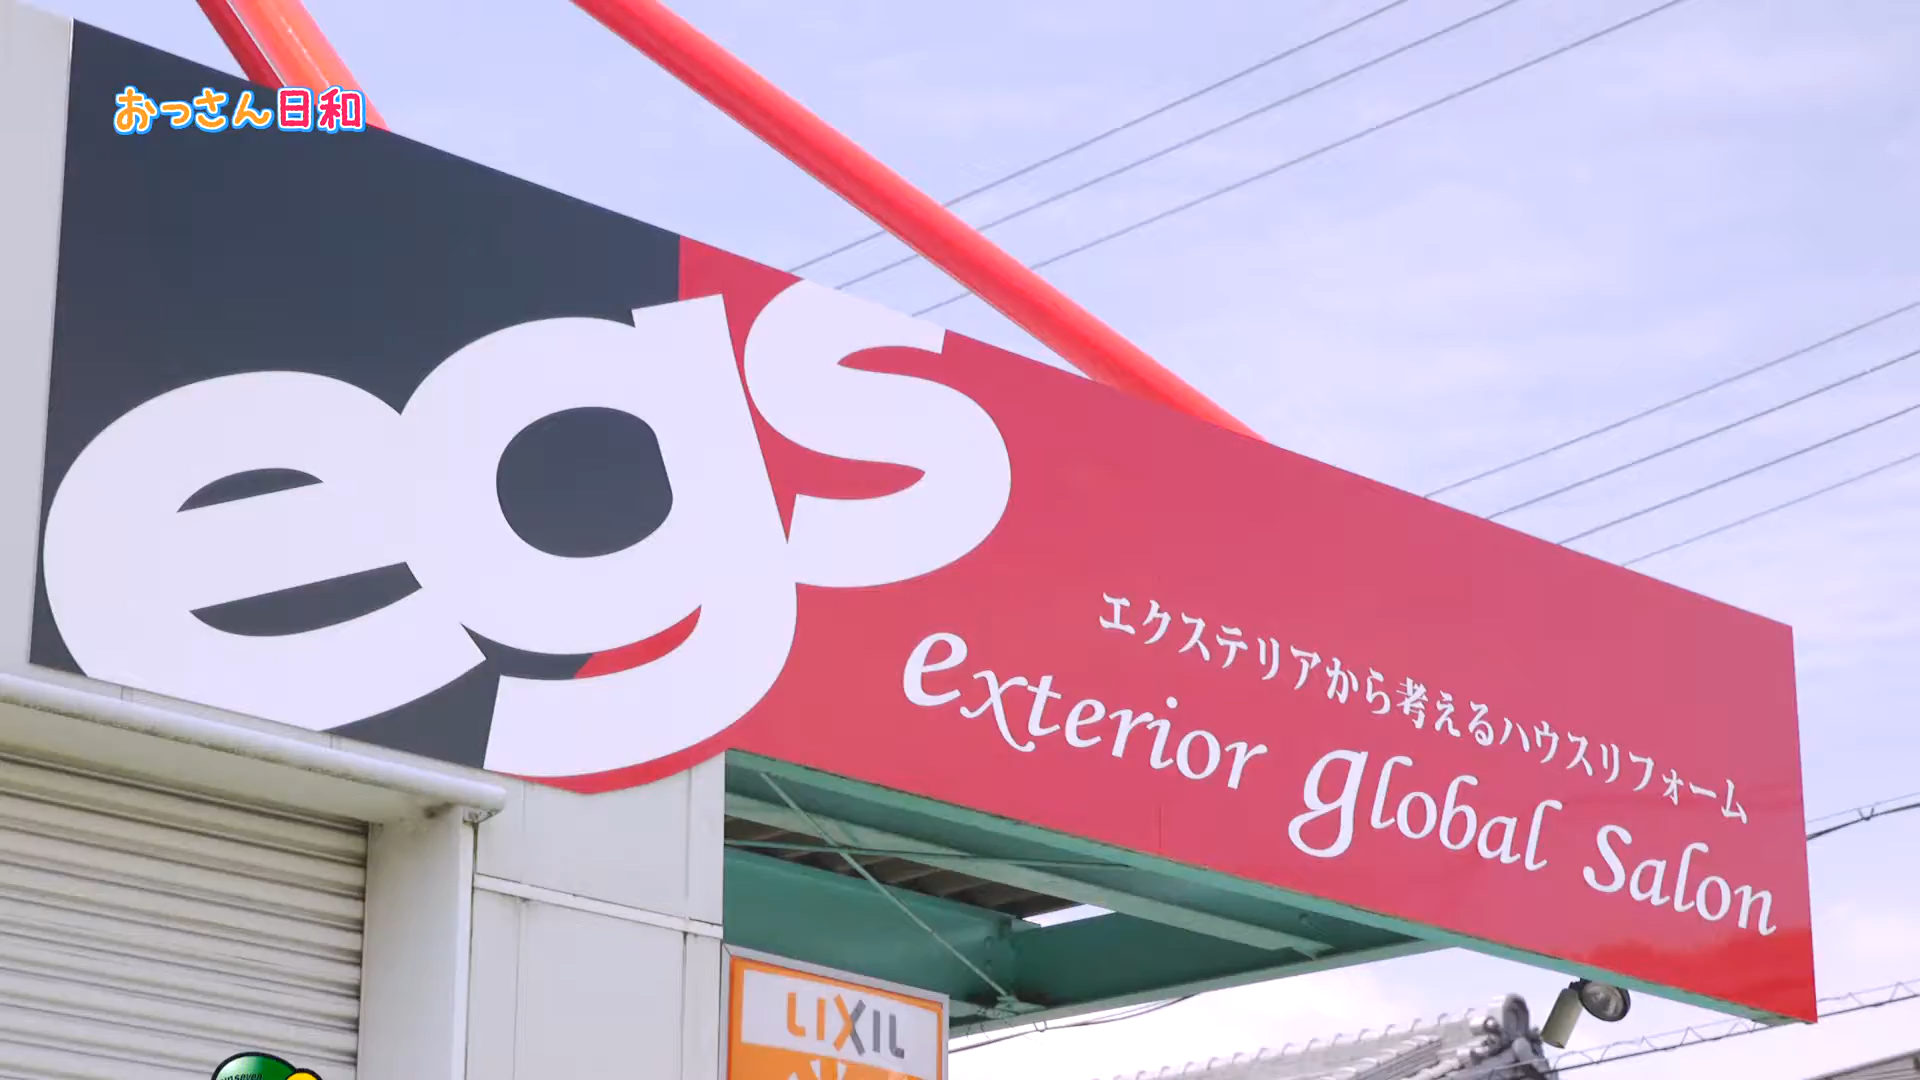 おっさん日和
egs
エクステリアから考えるハウスリフォーム
exterior global Salon
LIXIL